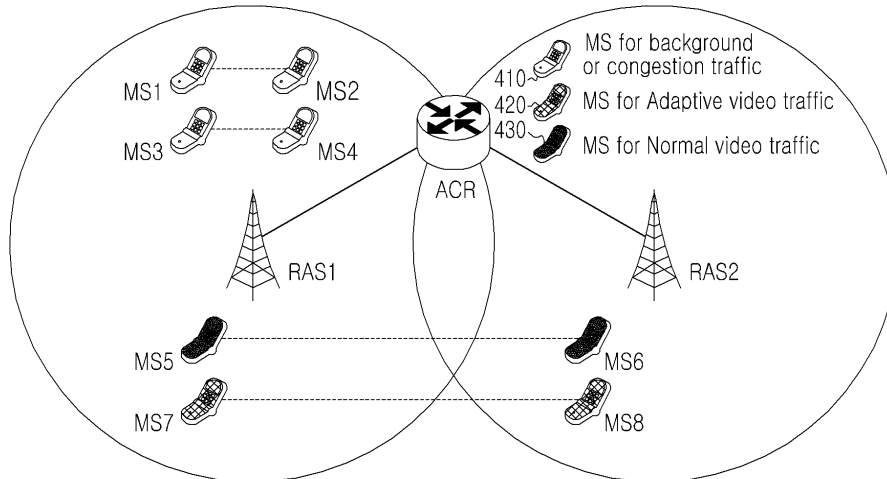 MS1
MS2
MS3
MS4
410
MS for background
or congestion traffic
420
MS for Adaptive video traffic
430
MS for Normal video traffic
ACR
RAS1
RAS2
MS5
MS6
MS7
MS8